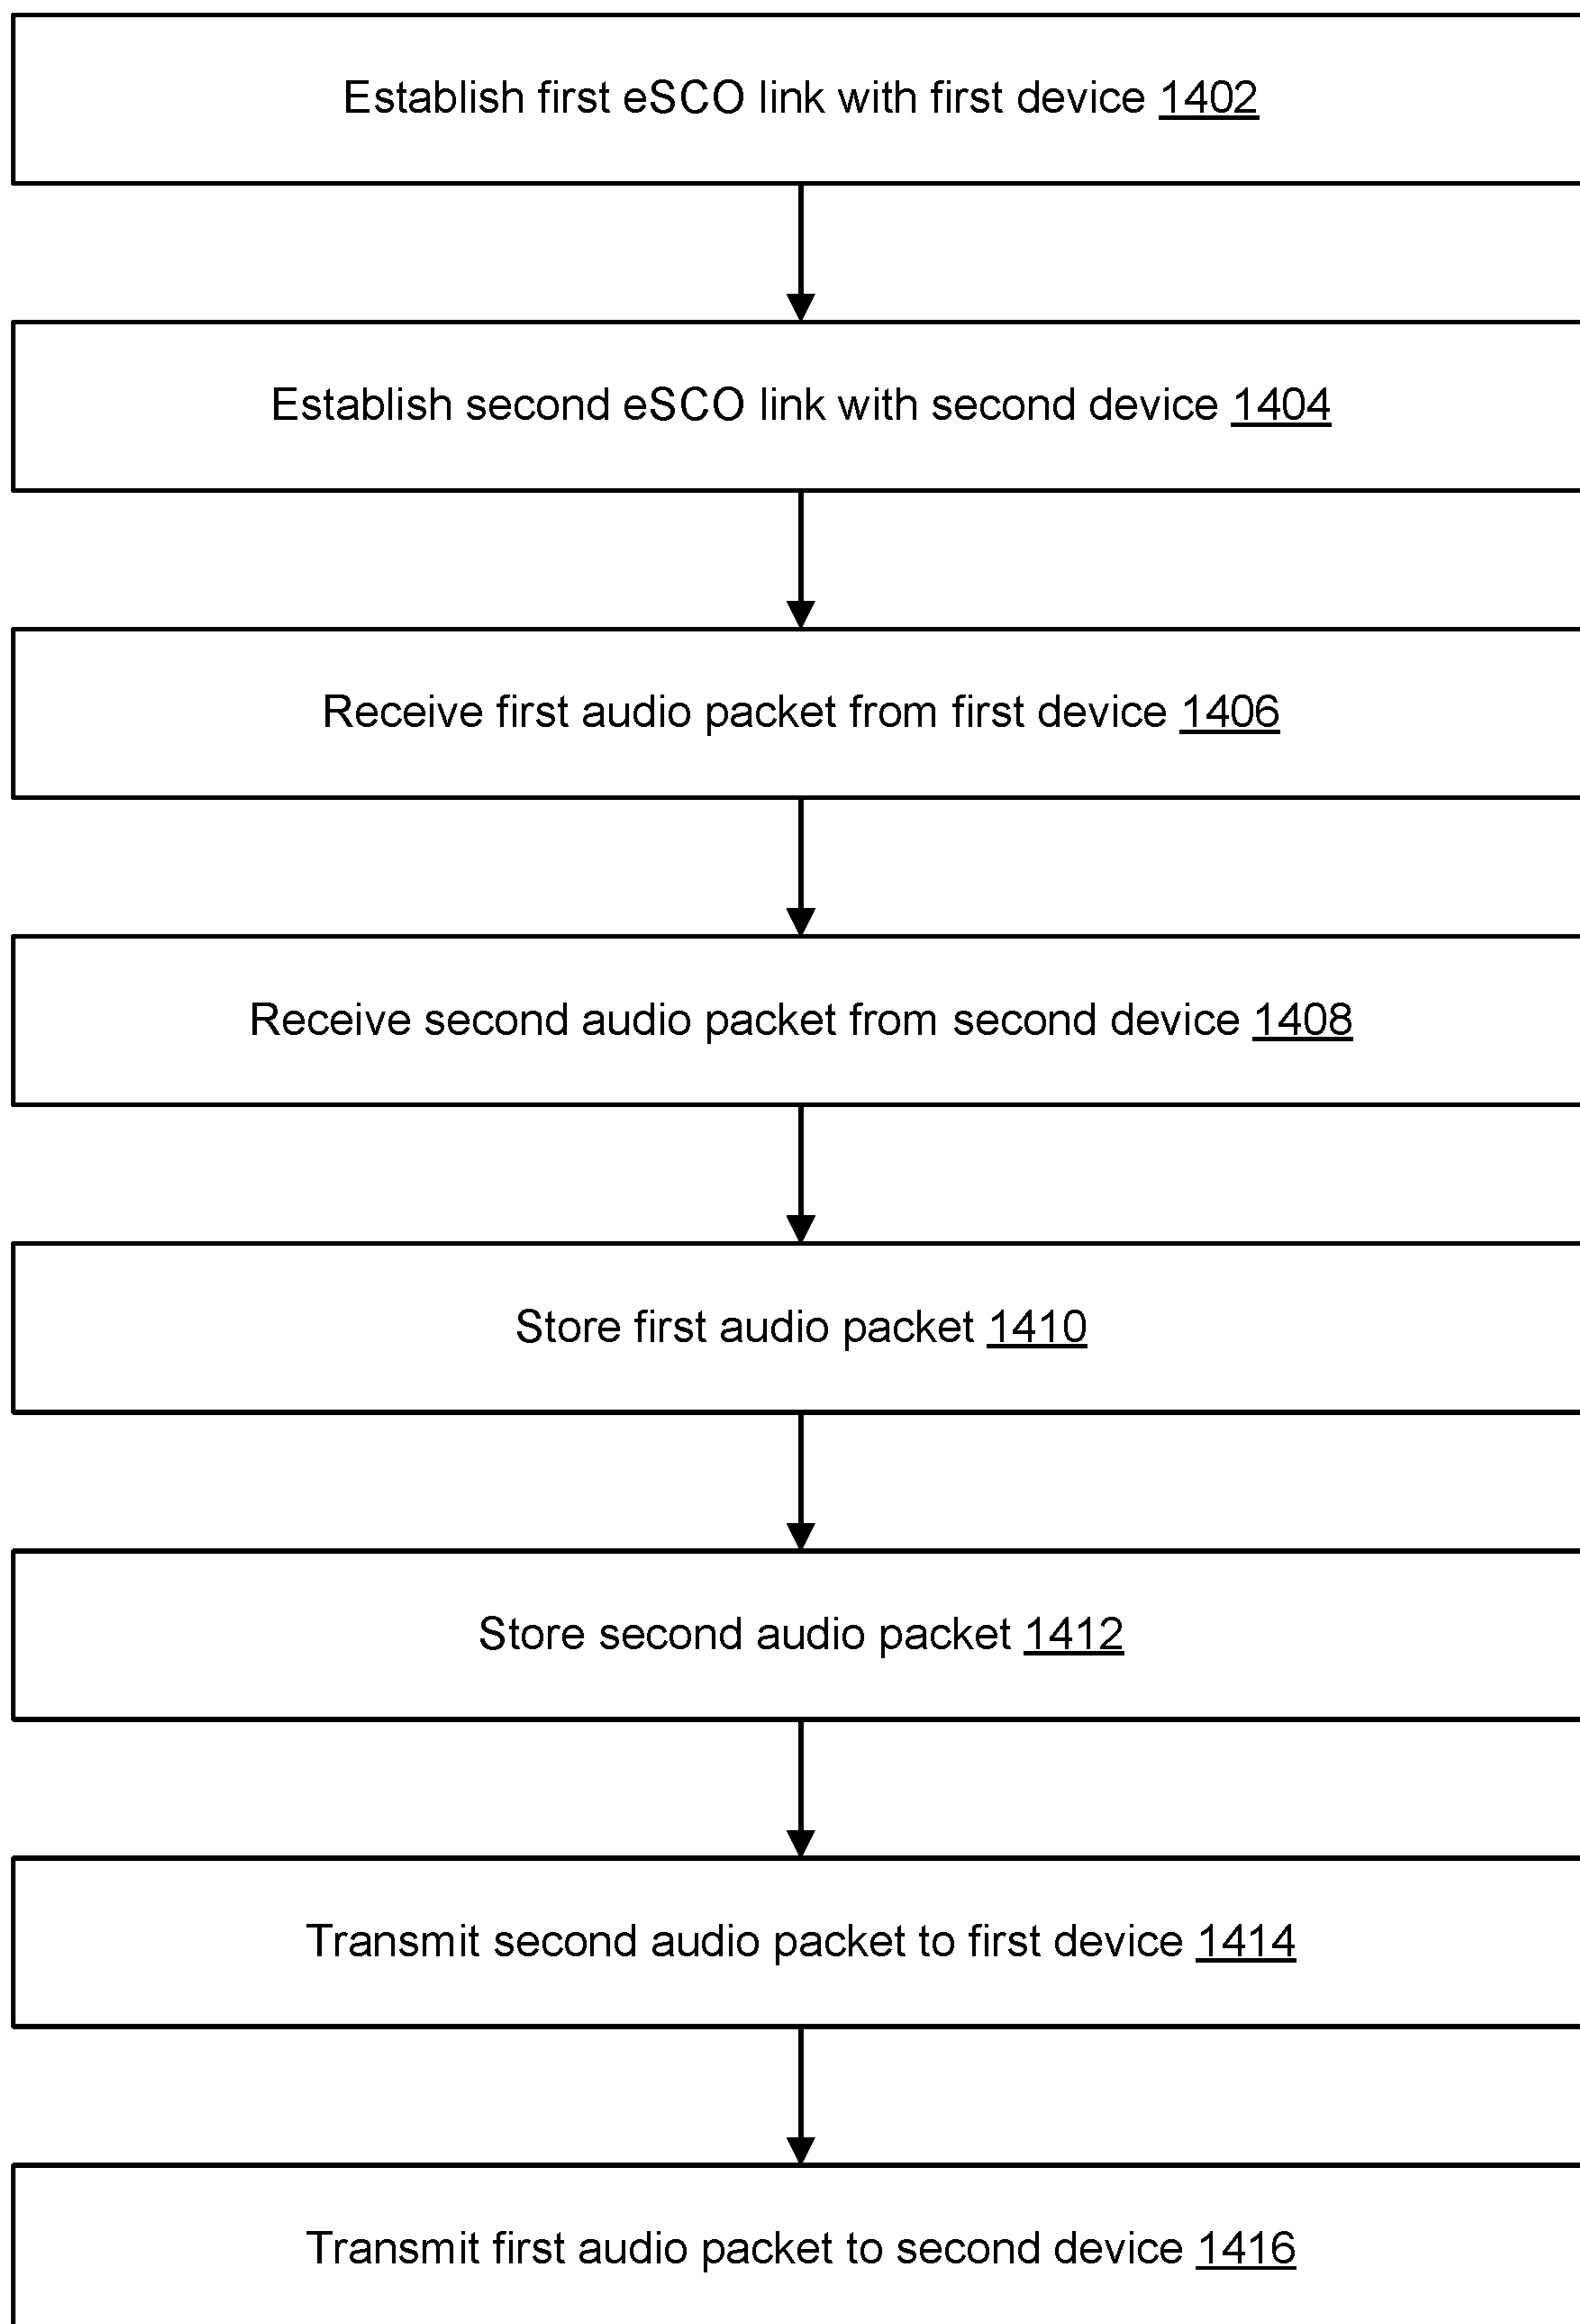 Establish first eSCO link with first device 1402
Establish second eSCO link with second device 1404
Receive first audio packet from first device 1406
Receive second audio packet from second device 1408
Store first audio packet 1410
Store second audio packet 1412
Transmit second audio packet to first device 1414
Transmit first audio packet to second device 1416